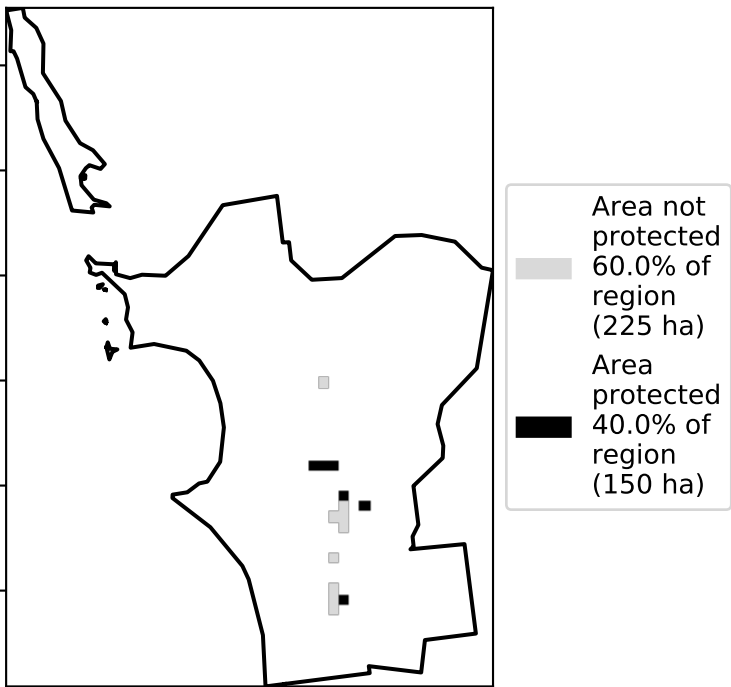 Area not
protected
60.0% of
region
(225 ha)
Area
protected
40.0% of
region
(150 ha)